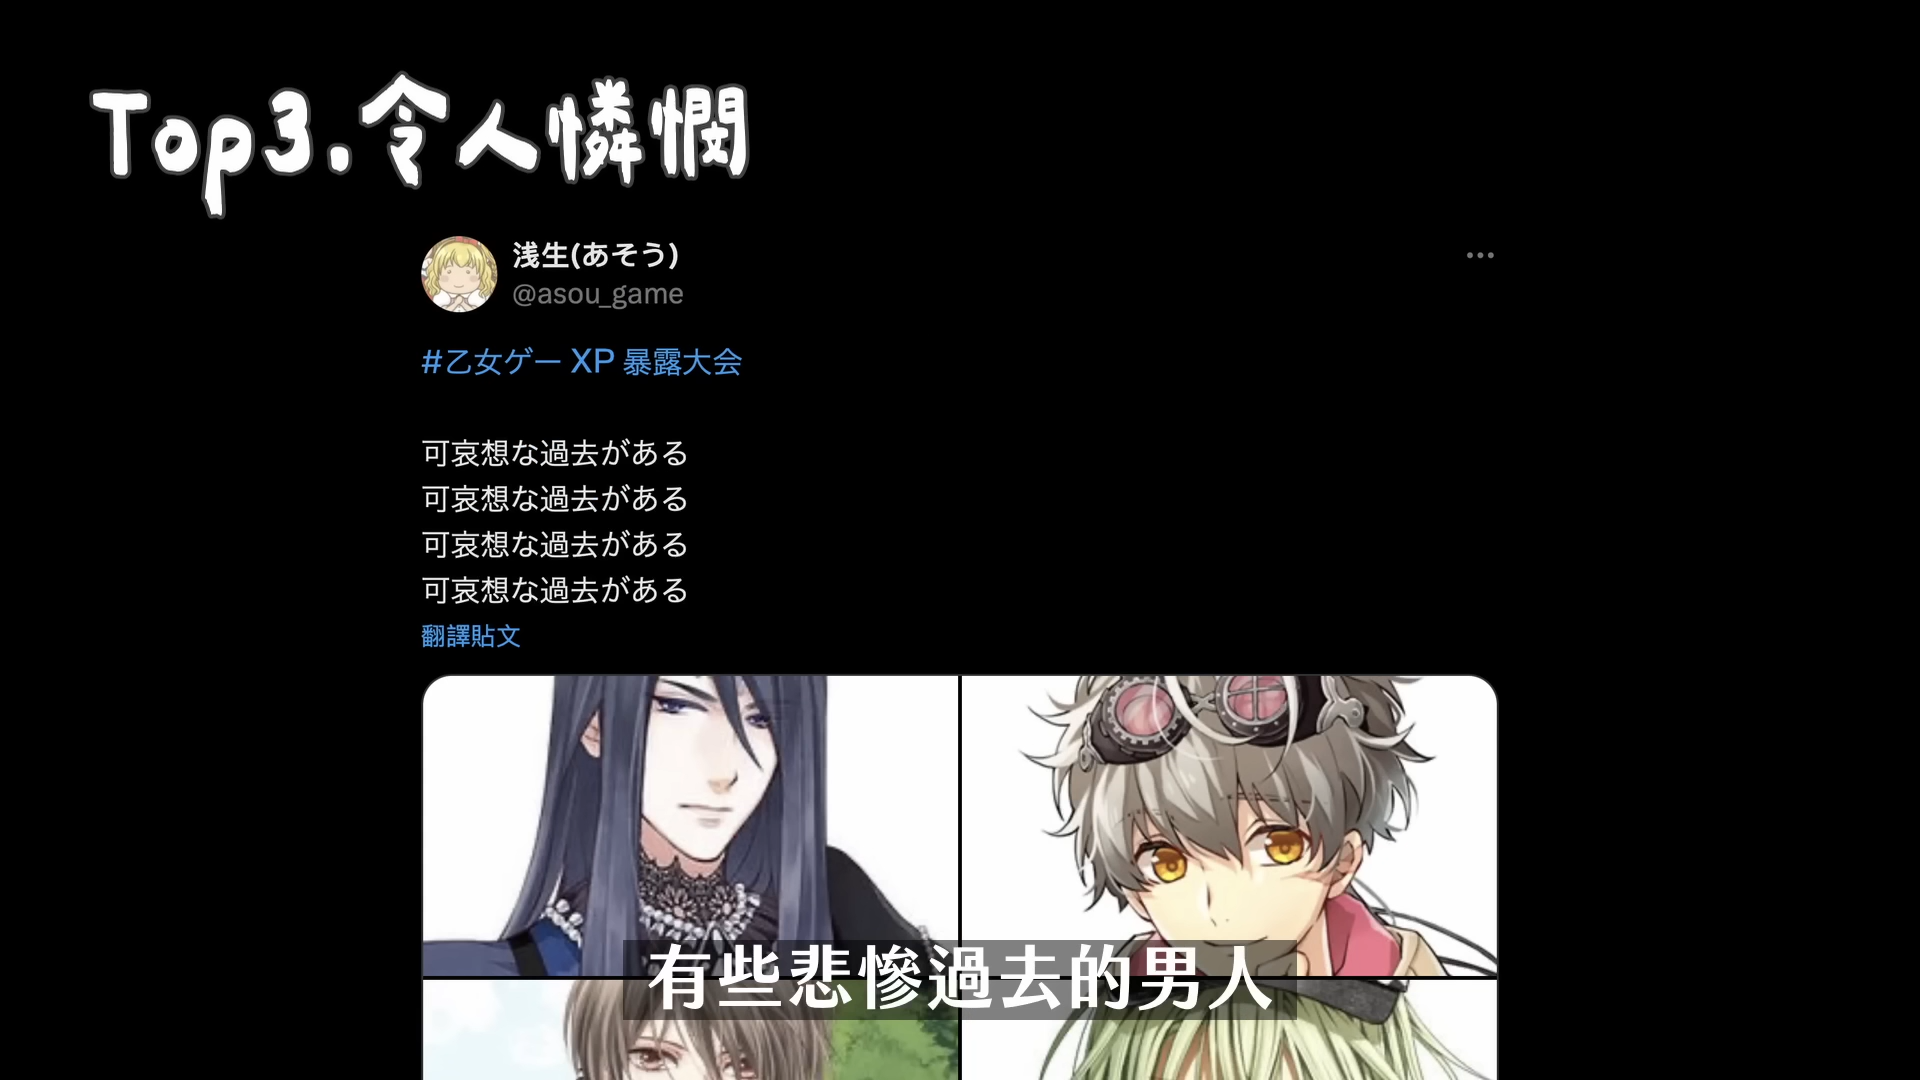 Top3.令人憐憫
浅生(あそう)
@asou_game
#乙女ゲー XP 暴露大会
可哀想な過去がある
可哀想な過去がある
可哀想な過去がある
可哀想な過去がある
翻譯貼文
有些悲慘過去的男人